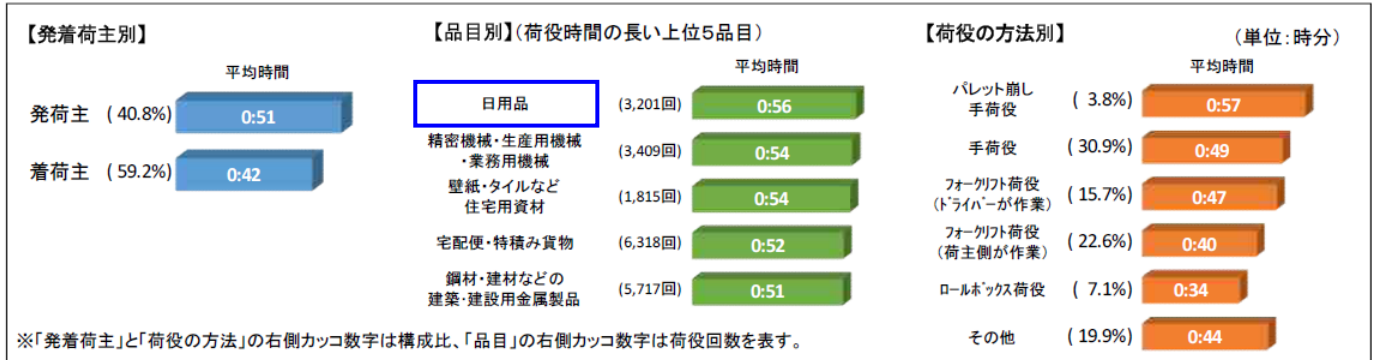 【発着荷主別】
平均時間
発荷主 (40.8%) 0:51
着荷主 (59.2%) 0:42
【品目別】(荷役時間の長い上位5品目)
平均時間
日用品 (3,201回) 0:56
精密機械・生産用機械
・業務用機械 (3,409回) 0:54
壁紙・タイルなど
住宅用資材 (1,815回) 0:54
宅配便・特積み貨物 (6,318回) 0:52
鋼材・建材などの
建築・建設用金属製品 (5,717回) 0:51
【荷役の方法別】
(単位:時分)
平均時間
パレット崩し
手荷役 ( 3.8%) 0:57
手荷役 (30.9%) 0:49
フォークリフト荷役
(ドライバーが作業) (15.7%) 0:47
フォークリフト荷役
(荷主側が作業) (22.6%) 0:40
ロールボックス荷役 ( 7.1%) 0:34
その他 (19.9%) 0:44
※「発着荷主」と「荷役の方法」の右側カッコ数字は構成比、「品目」の右側カッコ数字は荷役回数を表す。